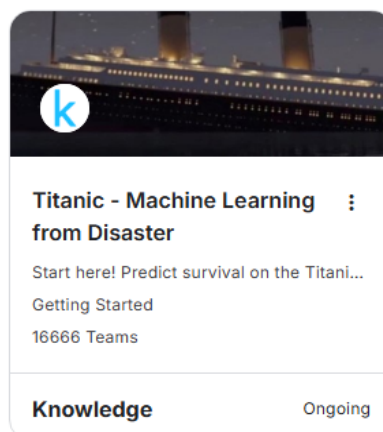 k
Titanic - Machine Learning
from Disaster
Start here! Predict survival on the Titani...
Getting Started
16666 Teams
Knowledge
Ongoing